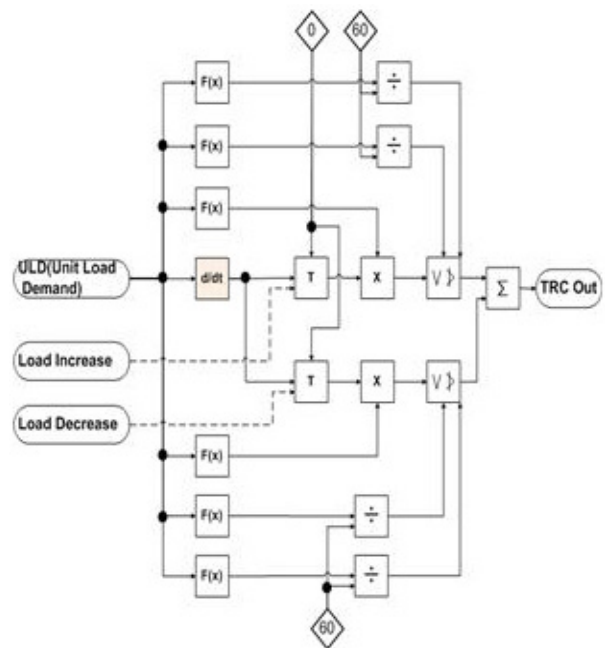 0
60
F(x)
÷
F(x)
÷
F(x)
ULD(Unit Load
Demand)
d/dt
T
X
V
Σ
TRC Out
Load Increase
T
X
V
Load Decrease
F(x)
F(x)
÷
F(x)
÷
60